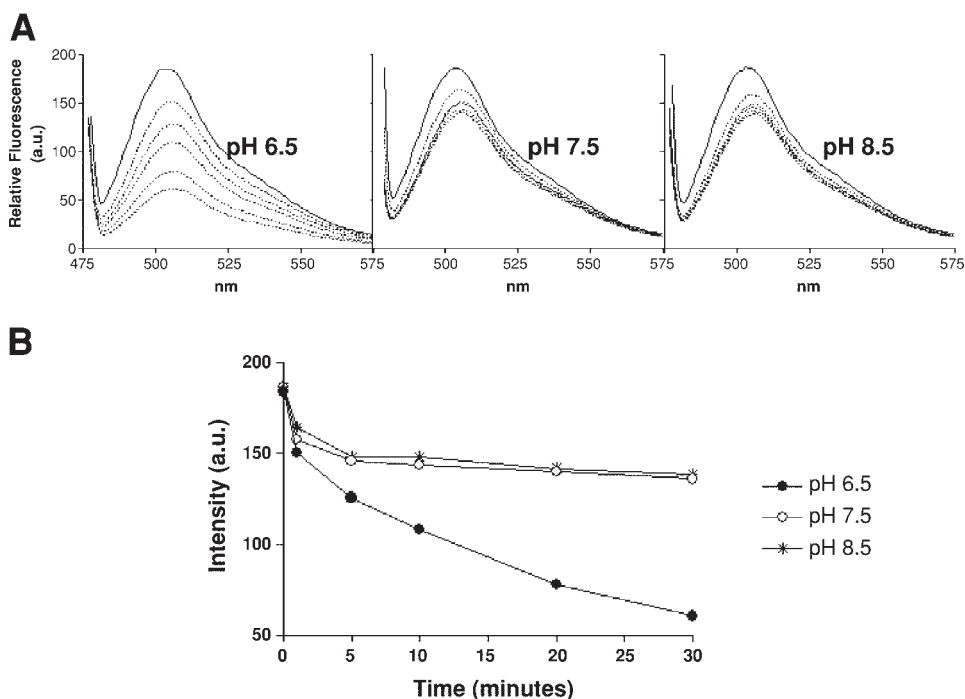 A
Relative Fluorescence
(a.u.)
200
150
100
50
0
pH 6.5
pH 7.5
pH 8.5
475 500 525 550 575 500 525 550 575 500 525 550 575
nm nm nm
B
Intensity (a.u.)
200
150
100
50
0 5 10 15 20 25 30
Time (minutes)
pH 6.5
pH 7.5
pH 8.5